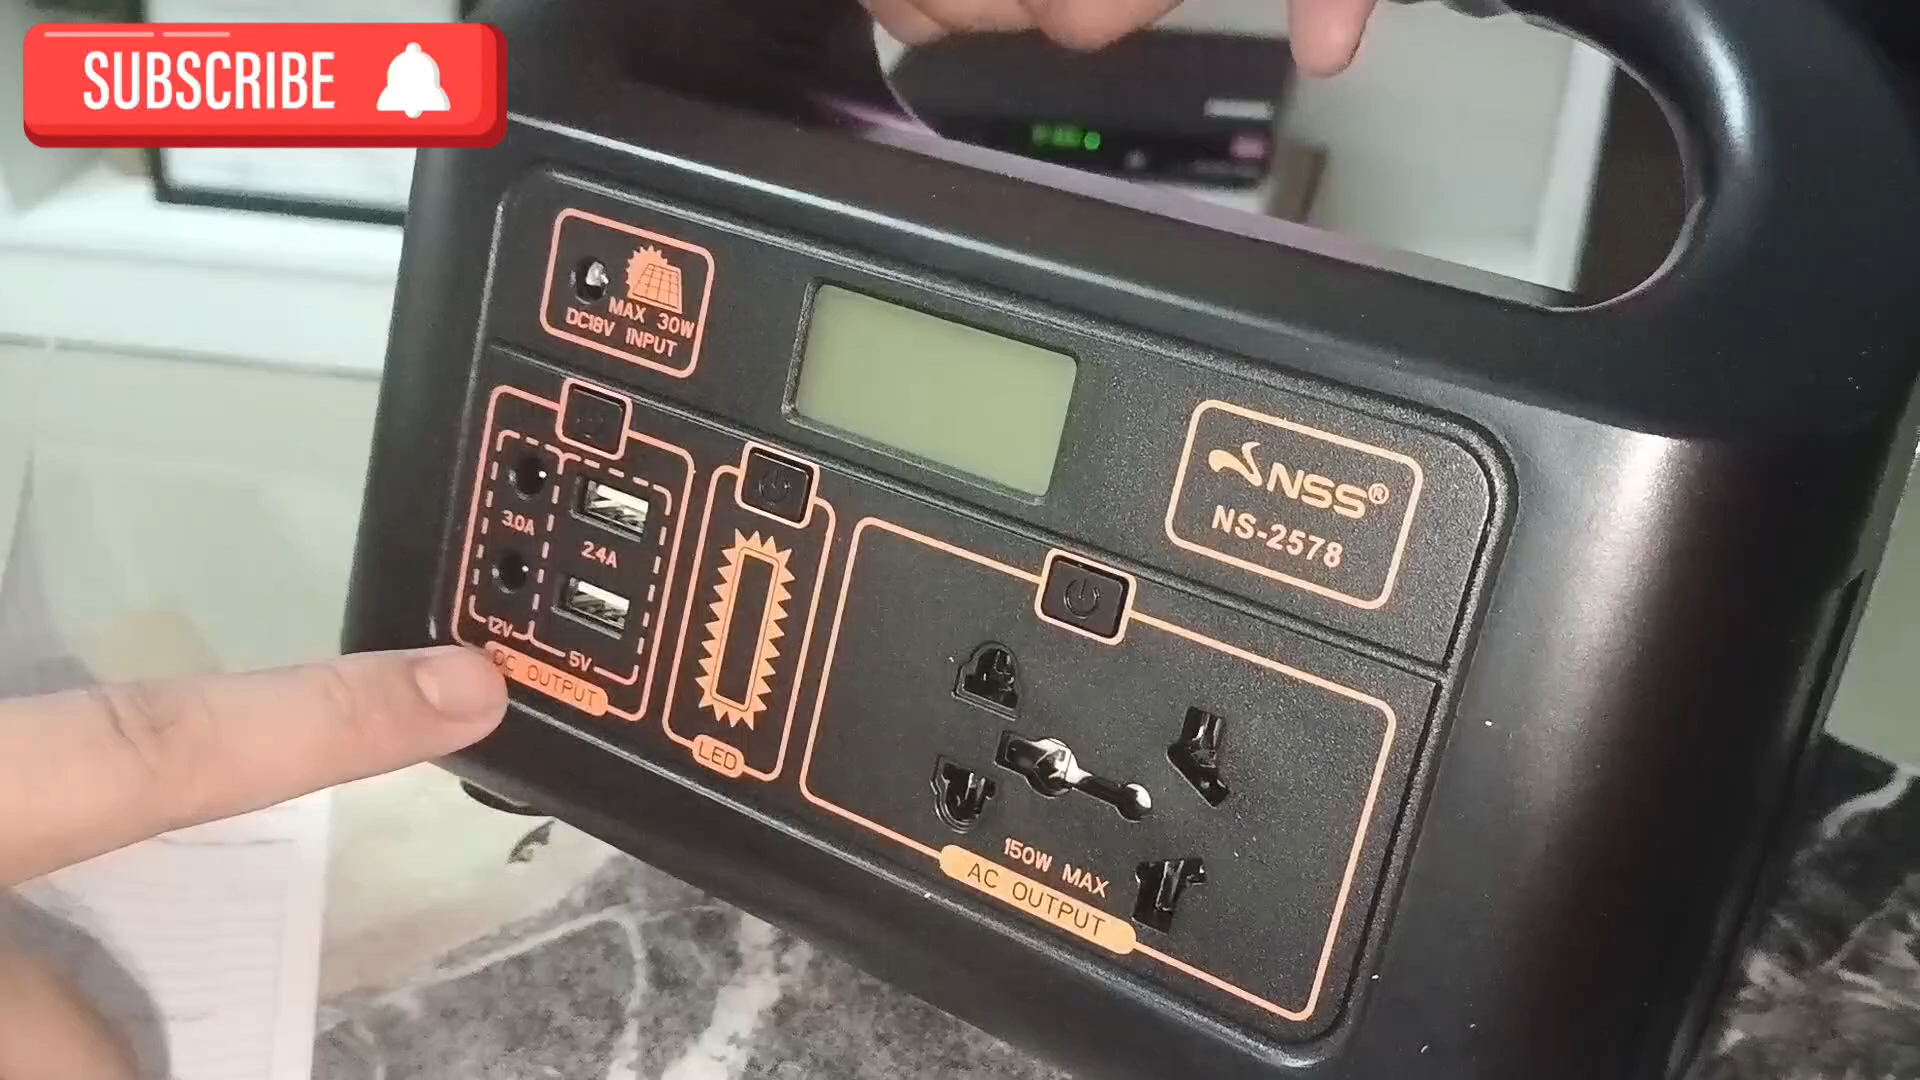 SUBSCRIBE
MAX 30W
DC18V INPUT
NSS®
NS-2578
3.0A
2.4A
12V
5V
DC OUTPUT
LED
150W MAX
AC OUTPUT